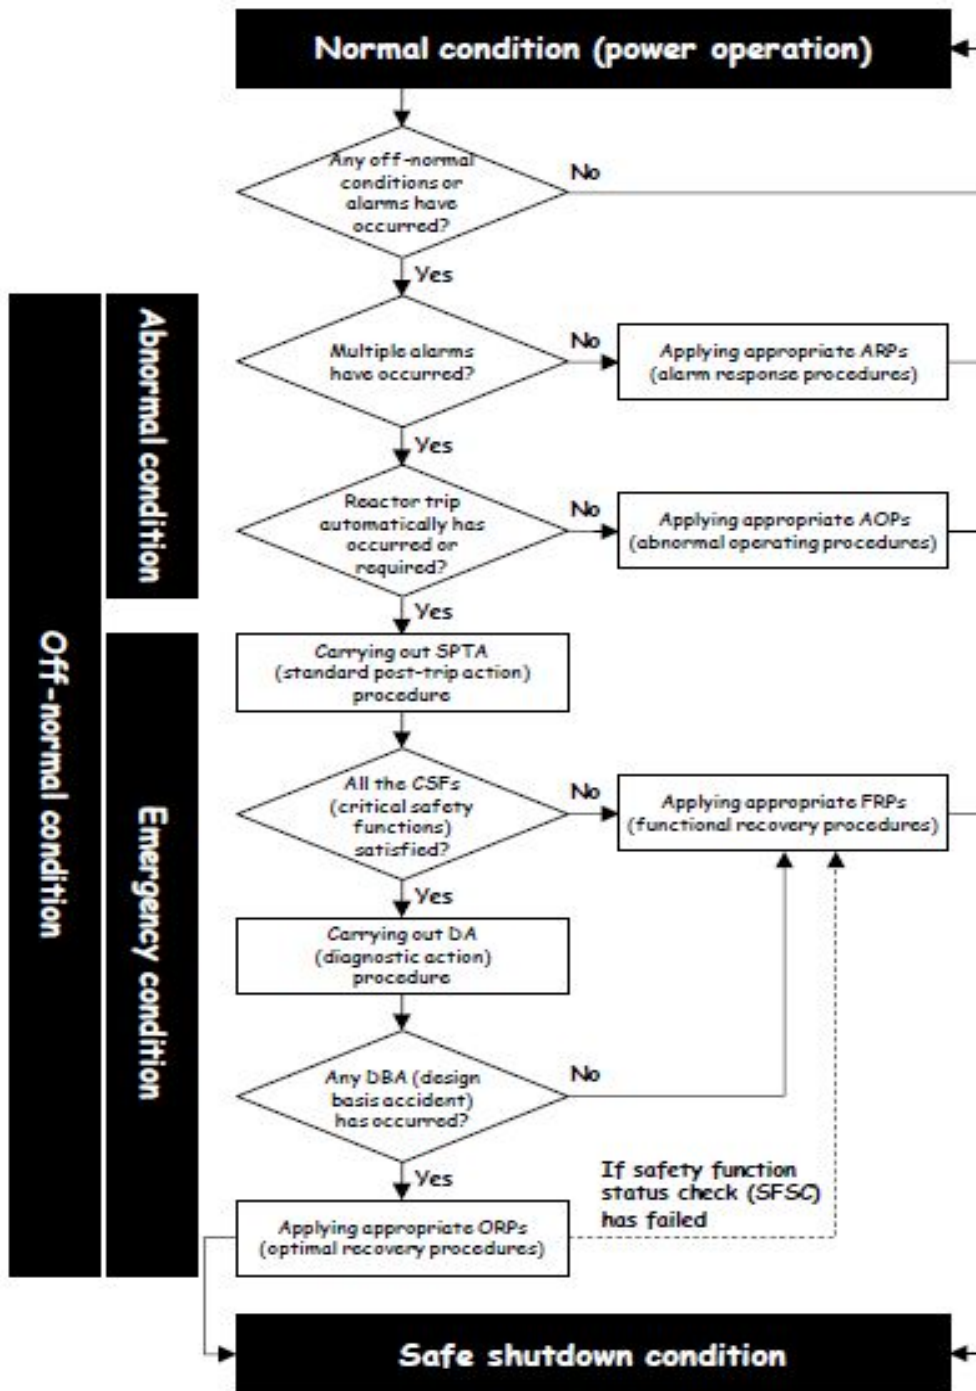 Normal condition (power operation)
Any off-normal
conditions or
alarms have
occurred?
No
Yes
Off-normal condition
Abnormal condition
Multiple alarms
have occurred?
No
Applying appropriate ARPs
(alarm response procedures)
Yes
Reactor trip
automatically has
occurred or
required?
No
Applying appropriate AOPs
(abnormal operating procedures)
Yes
Emergency condition
Carrying out SPTA
(standard post-trip action)
procedure
All the CSFs
(critical safety
functions)
satisfied?
No
Applying appropriate FRPs
(functional recovery procedures)
Yes
Carrying out DA
(diagnostic action)
procedure
Any DBA (design
basis accident)
has occurred?
No
Yes
If safety function
status check (SFSC)
has failed
Applying appropriate ORPs
(optimal recovery procedures)
Safe shutdown condition